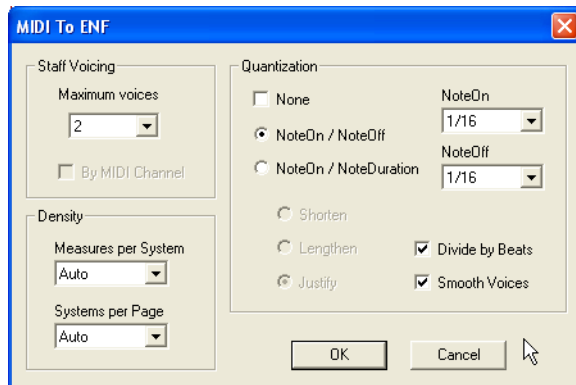 MIDI To ENF
Staff Voicing
Maximum voices
2
By MIDI Channel
Density
Measures per System
Auto
Systems per Page
Auto
Quantization
None
NoteOn / NoteOff
NoteOn / NoteDuration
Shorten
Lengthen
Justify
NoteOn
1/16
NoteOff
1/16
Divide by Beats
Smooth Voices
OK
Cancel